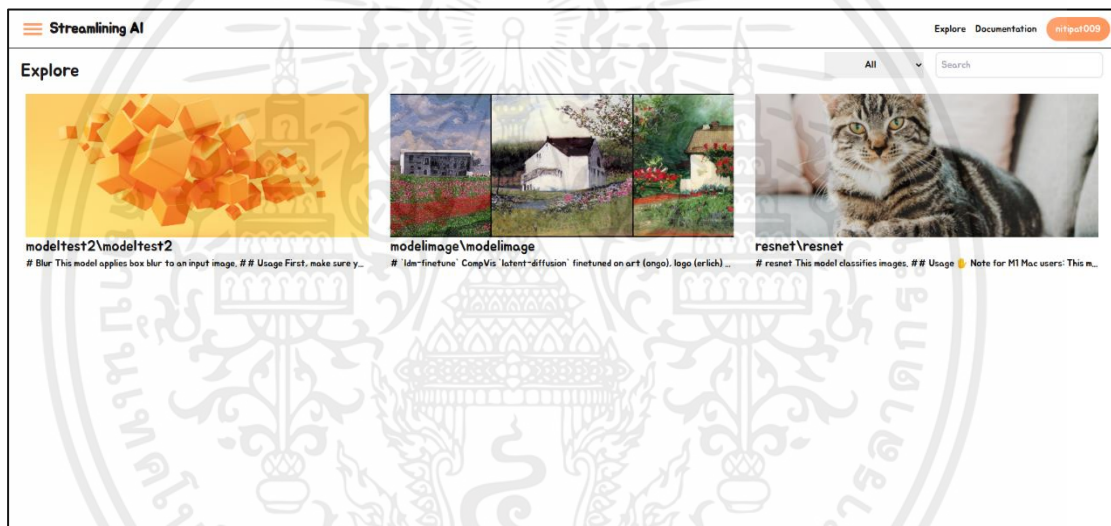 Streamlining AI
Explore Documentation nitipat009
Explore
All
Search
modeltest2\modeltest2
# Blur This model applies box blur to an input image, ## Usage First, make sure y...
modelimage\modelimage
# `ldm-finetune` CompVis `latent-diffusion` finetuned on art (ongo), logo (erlich) ...
resnet\resnet
# resnet This model classifies images, ## Usage ✋ Note for M1 Mac users: This m...